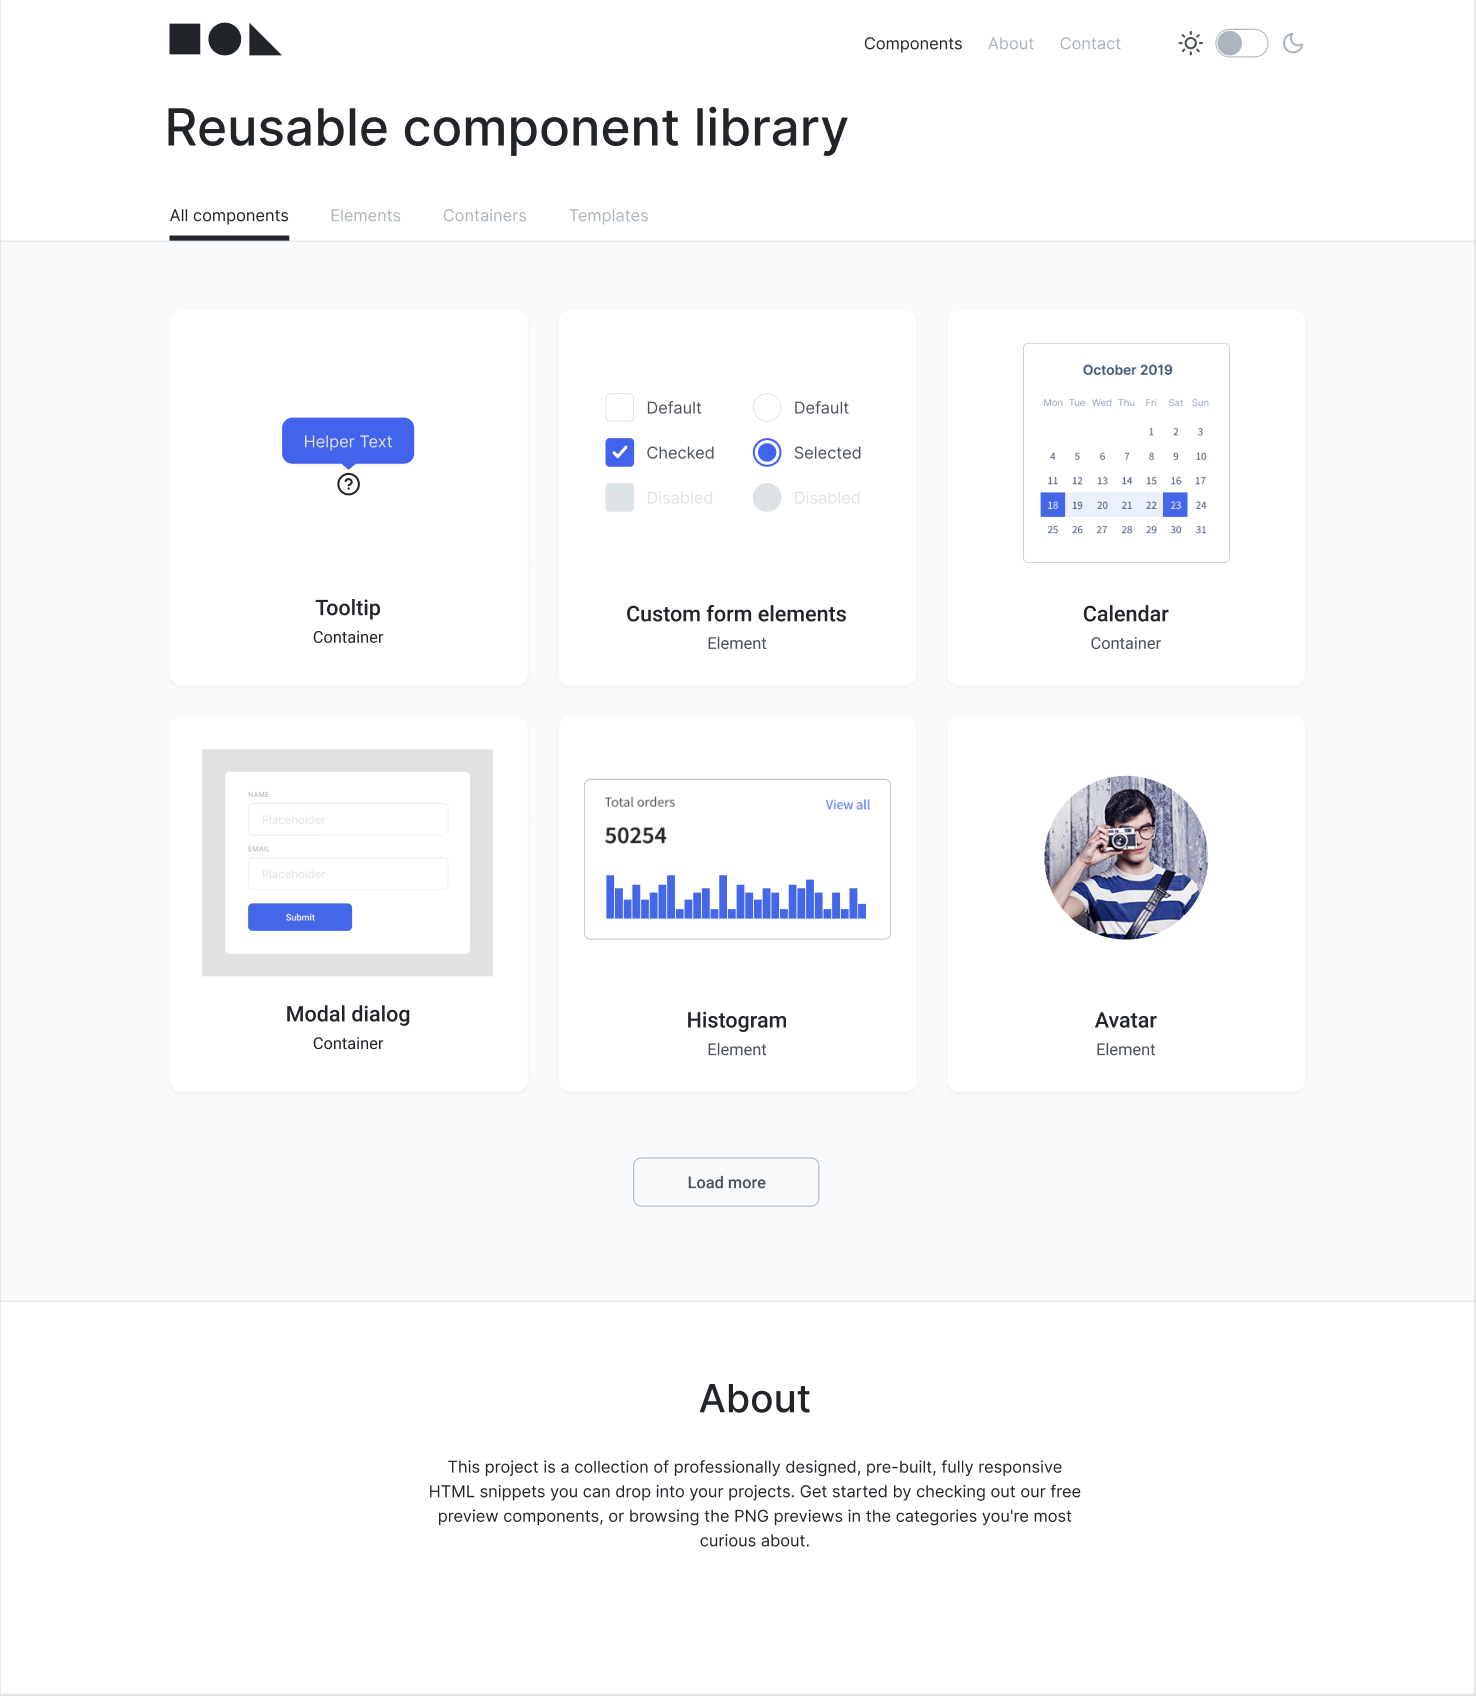 Components About Contact
Reusable component library
All components Elements Containers Templates
Helper Text
?
Tooltip
Container
Default Default
Checked Selected
Disabled Disabled
Custom form elements
Element
October 2019
Mon Tue Wed Thu Fri Sat Sun
1 2 3
4 5 6 7 8 9 10
11 12 13 14 15 16 17
18 19 20 21 22 23 24
25 26 27 28 29 30 31
Calendar
Container
NAME
Placeholder
EMAIL
Placeholder
Submit
Modal dialog
Container
Total orders View all
50254
Histogram
Element
Avatar
Element
Load more
About
This project is a collection of professionally designed, pre-built, fully responsive
HTML snippets you can drop into your projects. Get started by checking out our free
preview components, or browsing the PNG previews in the categories you're most
curious about.